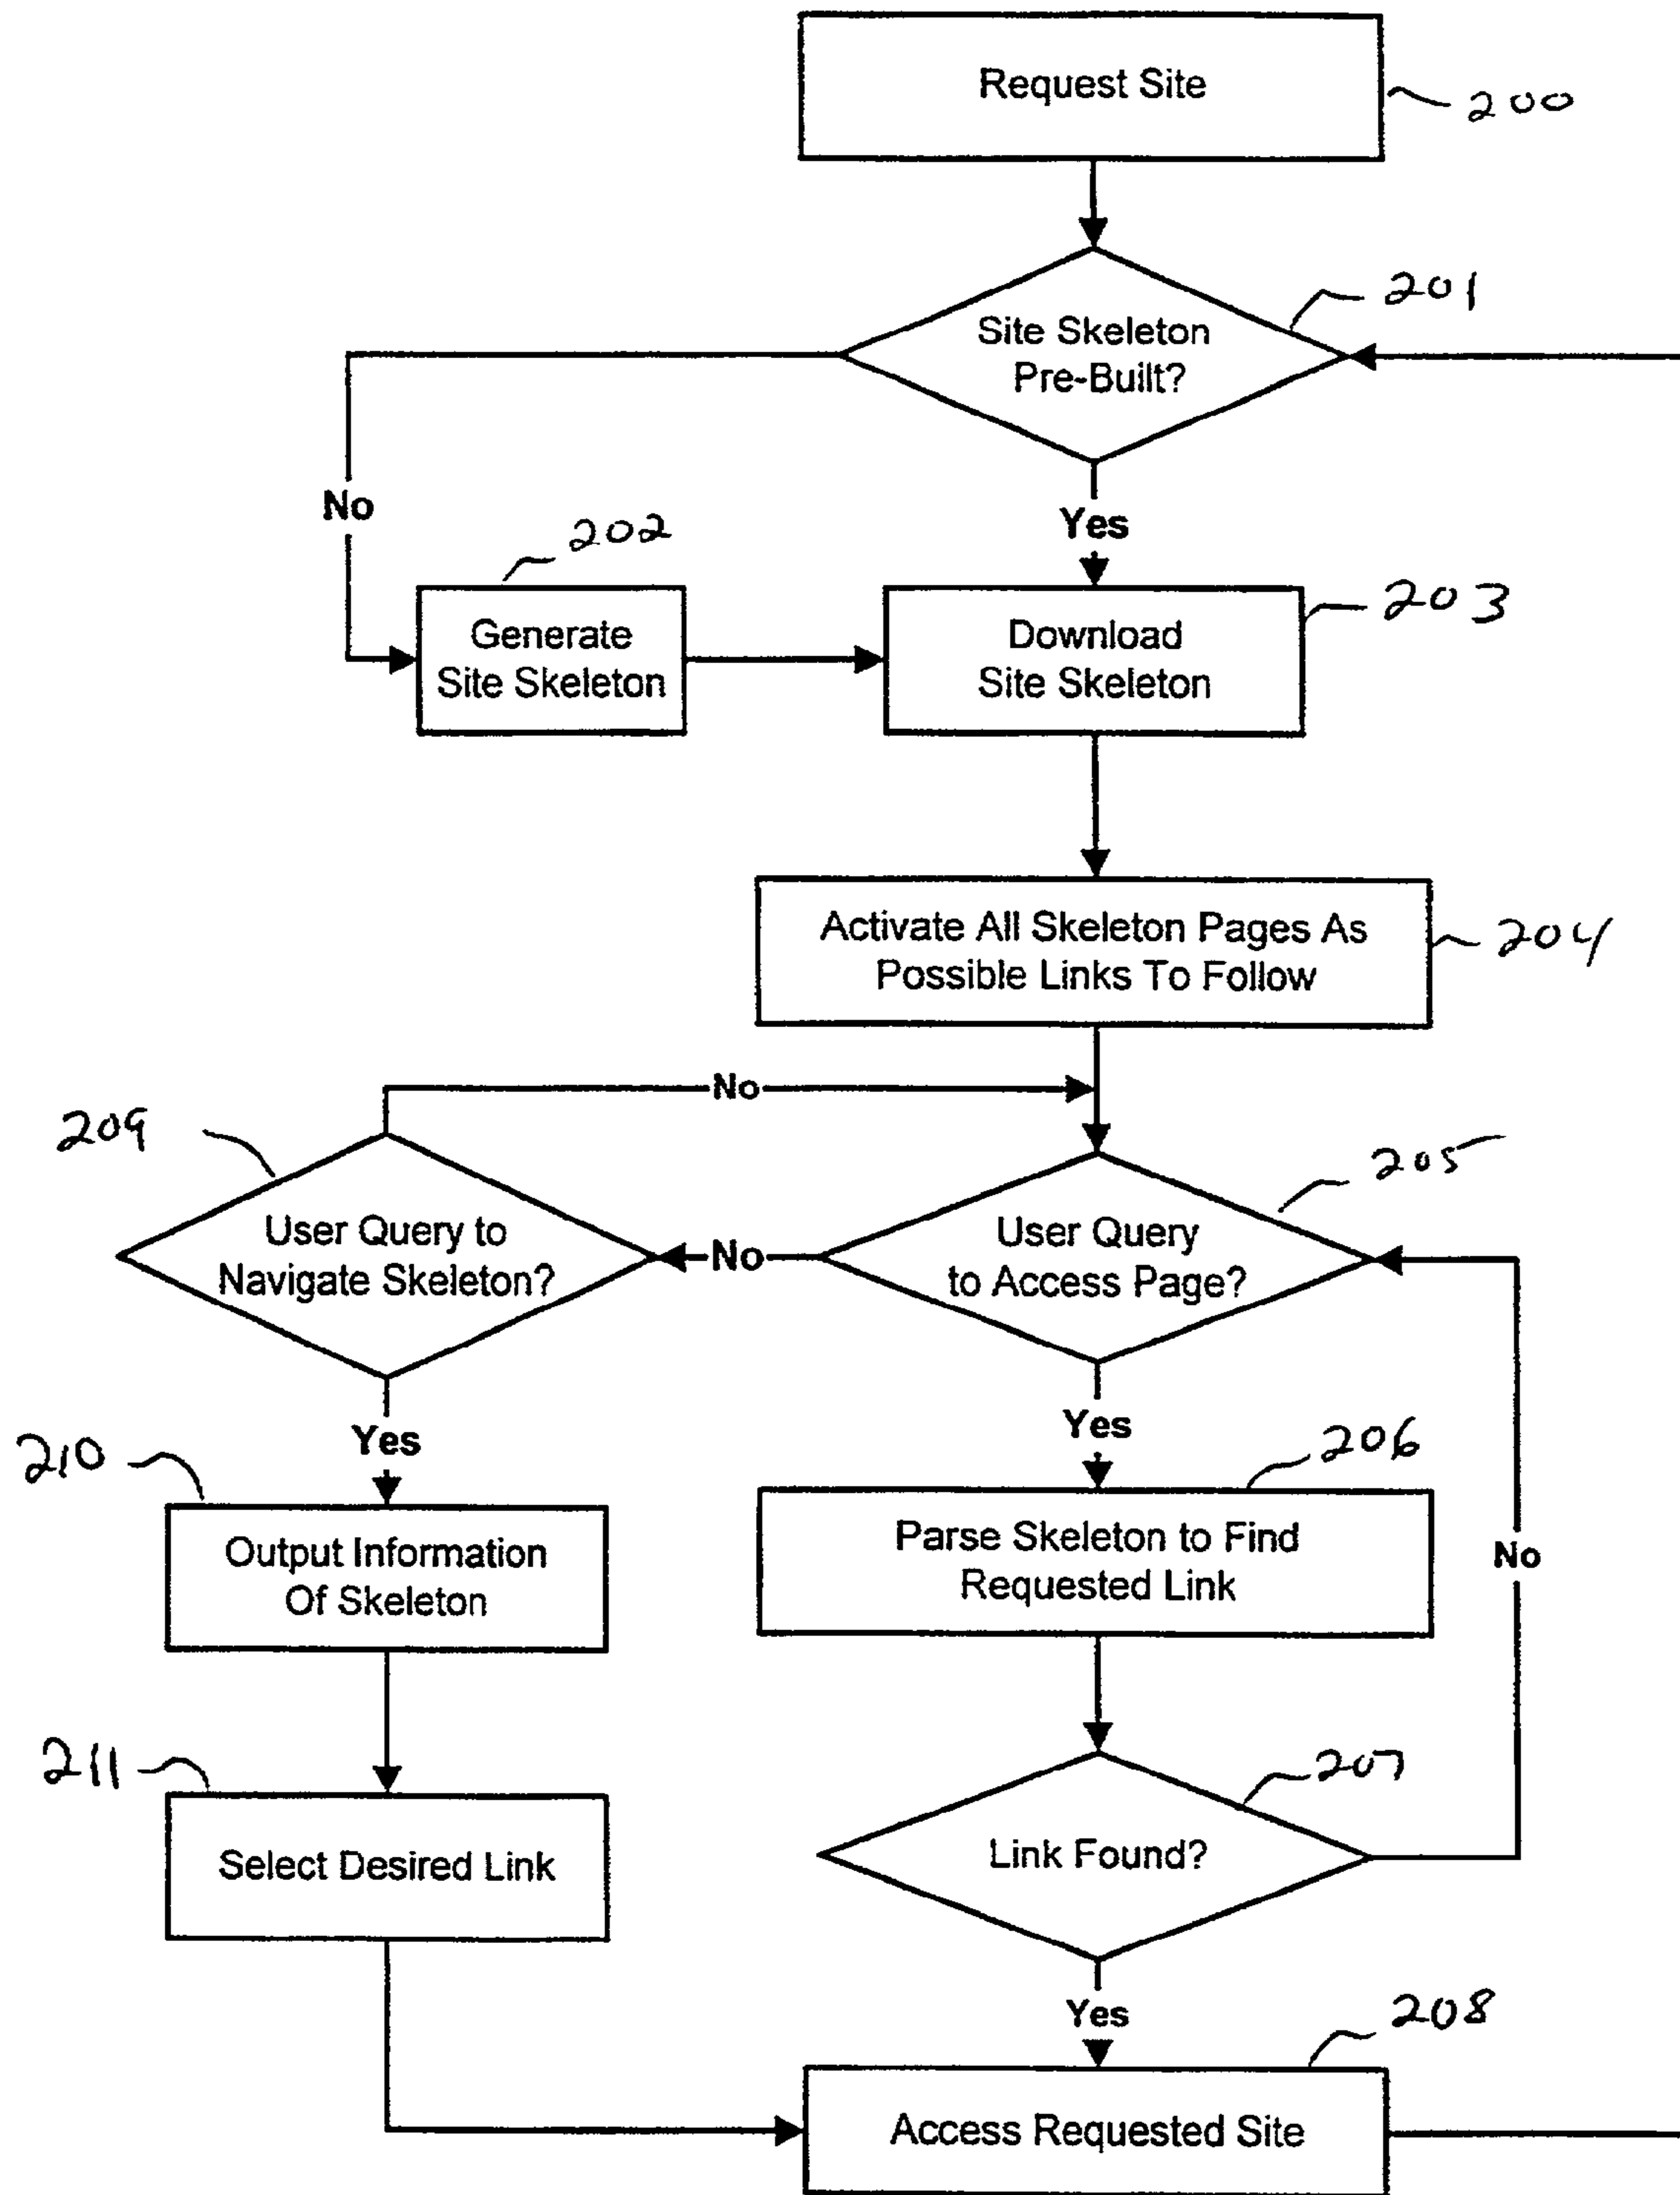 Request Site
200
Site Skeleton
Pre-Built?
201
No
Yes
202
Generate
Site Skeleton
Download
Site Skeleton
203
Activate All Skeleton Pages As
Possible Links To Follow
204
No
209
User Query to
Navigate Skeleton?
No
User Query
to Access Page?
205
Yes
Yes
210
Output Information
Of Skeleton
206
Parse Skeleton to Find
Requested Link
No
211
Select Desired Link
207
Link Found?
Yes
208
Access Requested Site